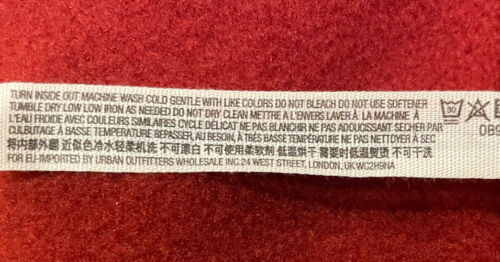 TURN INSIDE OUT MACHINE WASH COLD GENTLE WITH LIKE COLORS DO NOT BLEACH DO NOT USE SOFTENER
TUMBLE DRY LOW LOW IRON AS NEEDED DO NOT DRY CLEAN METTRE A L'ENVERS LAVER À LA MACHINE À
L'EAU FROIDE AVEC COULEURS SIMILAIRES CYCLE DÉLICAT NE PAS BLANCHIR NE PAS ADOUCISSANT SECHER PAR
CULBUTAGE À BASSE TEMPERATURE REPASSER, AU BESOIN, À TRÈS BASSE TEMPERATURE NE PAS NETTOYER À SEC
将内部外翻 近似色冷水轻柔机洗 不可漂白 不可使用柔软剂 低温烘干 需要时低温熨烫 不可干洗
FOR EU-IMPORTED BY URBAN OUTFITTERS WHOLESALE INC.24 WEST STREET, LONDON, UK WC2H9NA
30